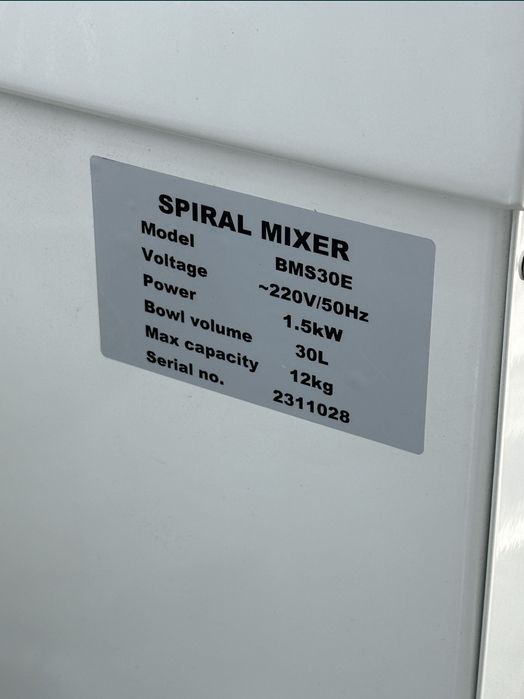 SPIRAL MIXER
Model BMS30E
Voltage ~220V/50Hz
Power 1.5kW
Bowl volume 30L
Max capacity 12kg
Serial no. 2311028